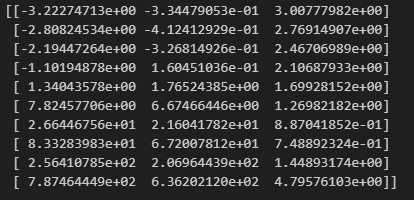 [[-3.22274713e+00 -3.34479053e-01  3.00777982e+00]
 [-2.80824534e+00 -4.12412929e-01  2.76914907e+00]
 [-2.19447264e+00 -3.26814926e-01  2.46706989e+00]
 [-1.10194878e+00  1.60451036e-01  2.10687933e+00]
 [ 1.34043578e+00  1.76524385e+00  1.69928152e+00]
 [ 7.82457706e+00  6.67466446e+00  1.26982182e+00]
 [ 2.66446756e+01  2.16041782e+01  8.87041852e-01]
 [ 8.33283983e+01  6.72007812e+01  7.48892324e-01]
 [ 2.56410785e+02  2.06964439e+02  1.44893174e+00]
 [ 7.87464449e+02  6.36202120e+02  4.79576103e+00]]